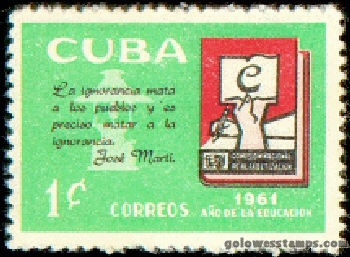 CUBA
La ignorancia mata
a los pueblos y es
preciso matar a la
ignorancia.
José Martí.
1¢
CORREOS
1961
AÑO DE LA EDUCACION
golowesstamps.com